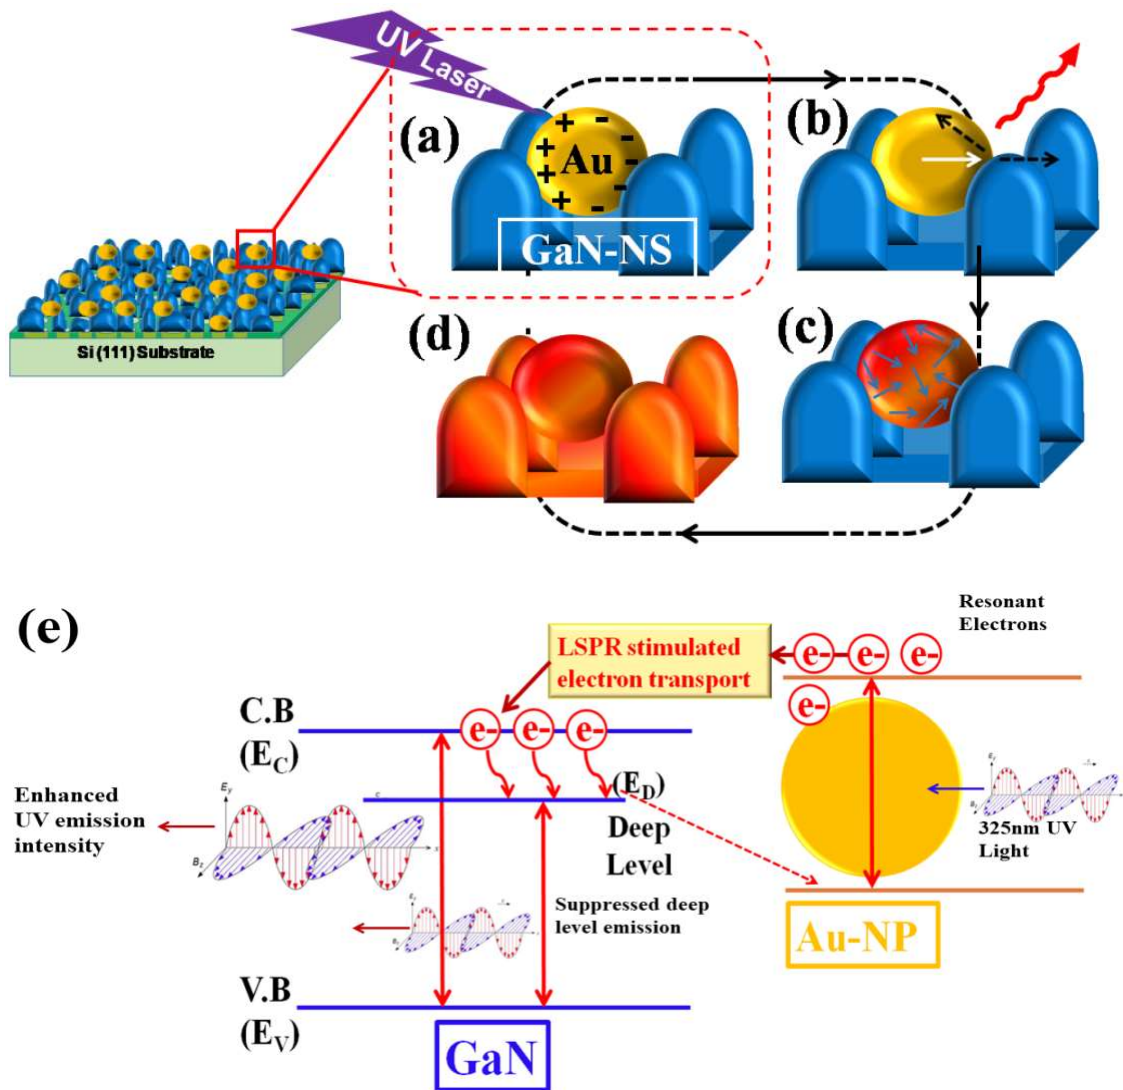 UV Laser
(a)
+ -
+ -
+ Au -
+ -
+ -
GaN-NS
(b)
Si (111) Substrate
(d)
(c)
(e)
Resonant
Electrons
LSPR stimulated
electron transport
e- e- e-
e-
C.B
(E_C)
e- e- e-
(E_D)
Deep
Level
Enhanced
UV emission
intensity
325nm UV
Light
Suppressed deep
level emission
Au-NP
V.B
(E_V)
GaN